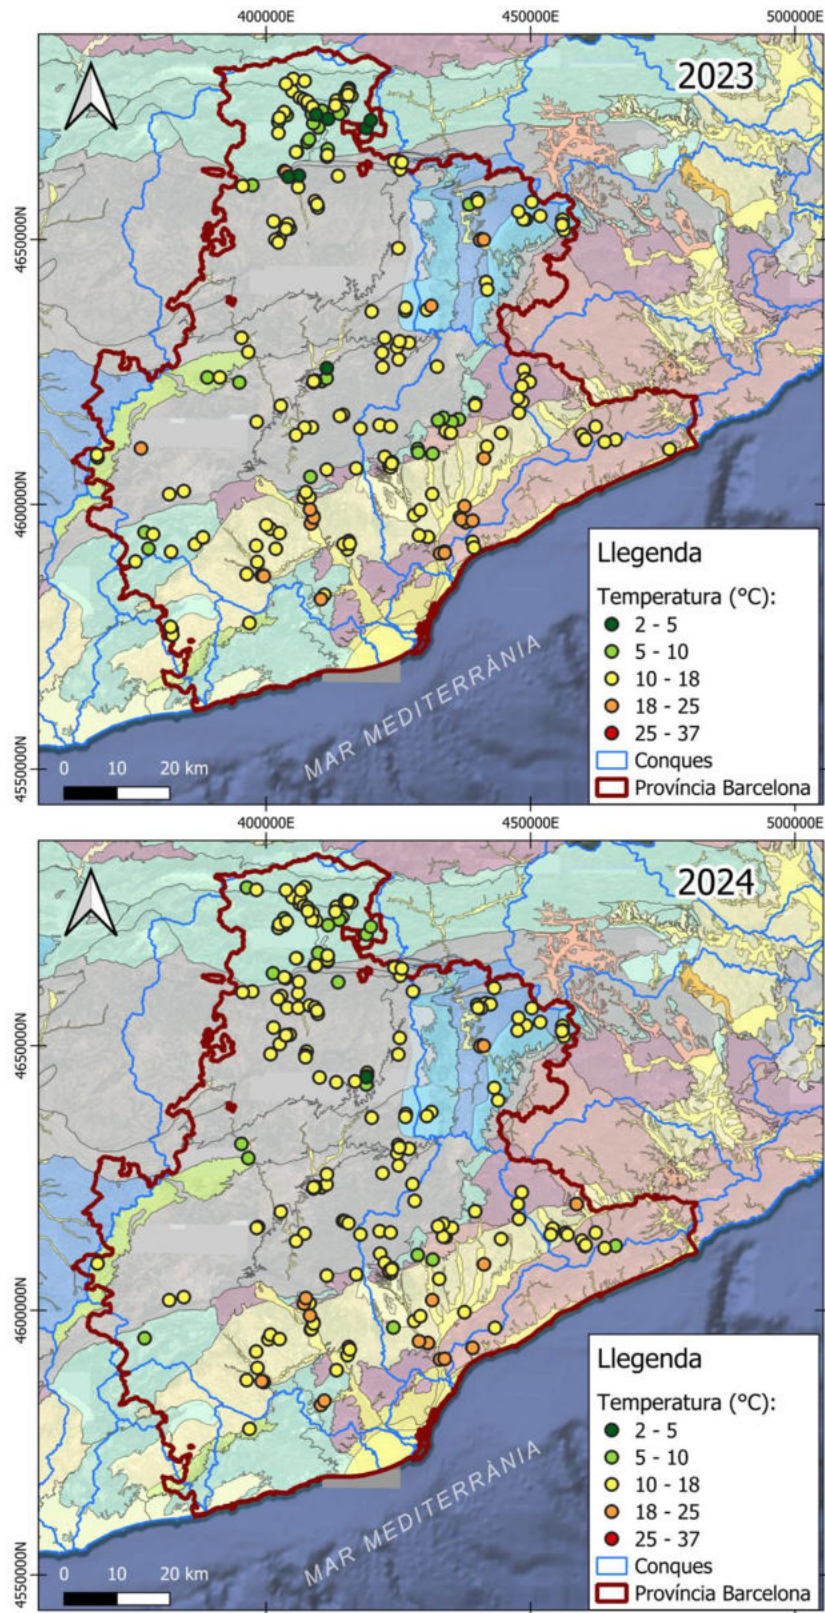 400000E 450000E 500000E
2023
4650000N
4600000N
4550000N
Llegenda
Temperatura (°C):
2 - 5
5 - 10
10 - 18
18 - 25
25 - 37
Conques
Província Barcelona
MAR MEDITERRÀNIA
0 10 20 km
400000E 450000E 500000E
2024
4650000N
4600000N
4550000N
Llegenda
Temperatura (°C):
2 - 5
5 - 10
10 - 18
18 - 25
25 - 37
Conques
Província Barcelona
MAR MEDITERRÀNIA
0 10 20 km